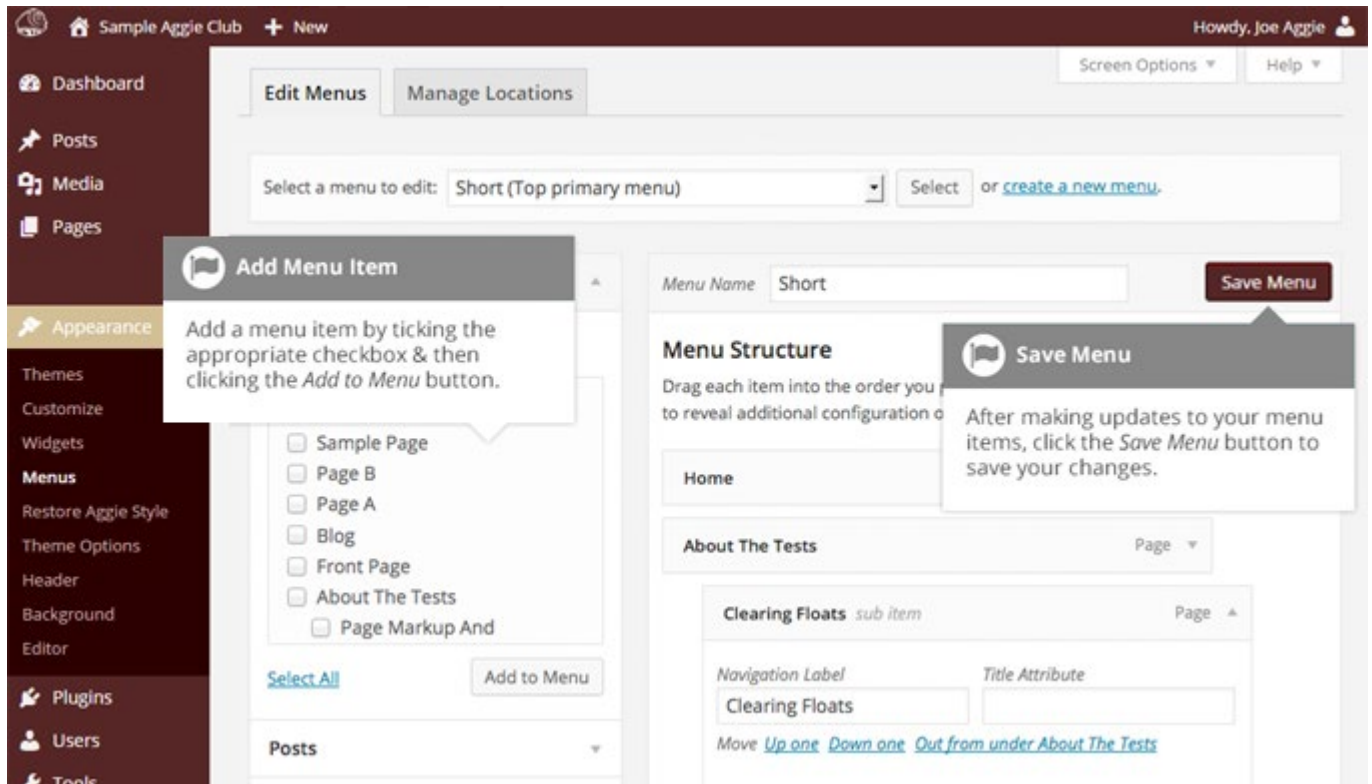 Sample Aggie Club + New
Howdy, Joe Aggie
Screen Options
Help
Dashboard
Posts
Media
Pages
Appearance
Themes
Customize
Widgets
Menus
Restore Aggie Style
Theme Options
Header
Background
Editor
Plugins
Users
Tools
Edit Menus
Manage Locations
Select a menu to edit: Short (Top primary menu) Select or create a new menu.
Add Menu Item
Add a menu item by ticking the
appropriate checkbox & then
clicking the Add to Menu button.
Sample Page
Page B
Page A
Blog
Front Page
About The Tests
Page Markup And
Select All
Add to Menu
Posts
Menu Name Short
Save Menu
Menu Structure
Drag each item into the order you
to reveal additional configuration
Save Menu
After making updates to your menu
items, click the Save Menu button to
save your changes.
Home
About The Tests Page
Clearing Floats sub item Page
Navigation Label Title Attribute
Clearing Floats
Move Up one Down one Out from under About The Tests